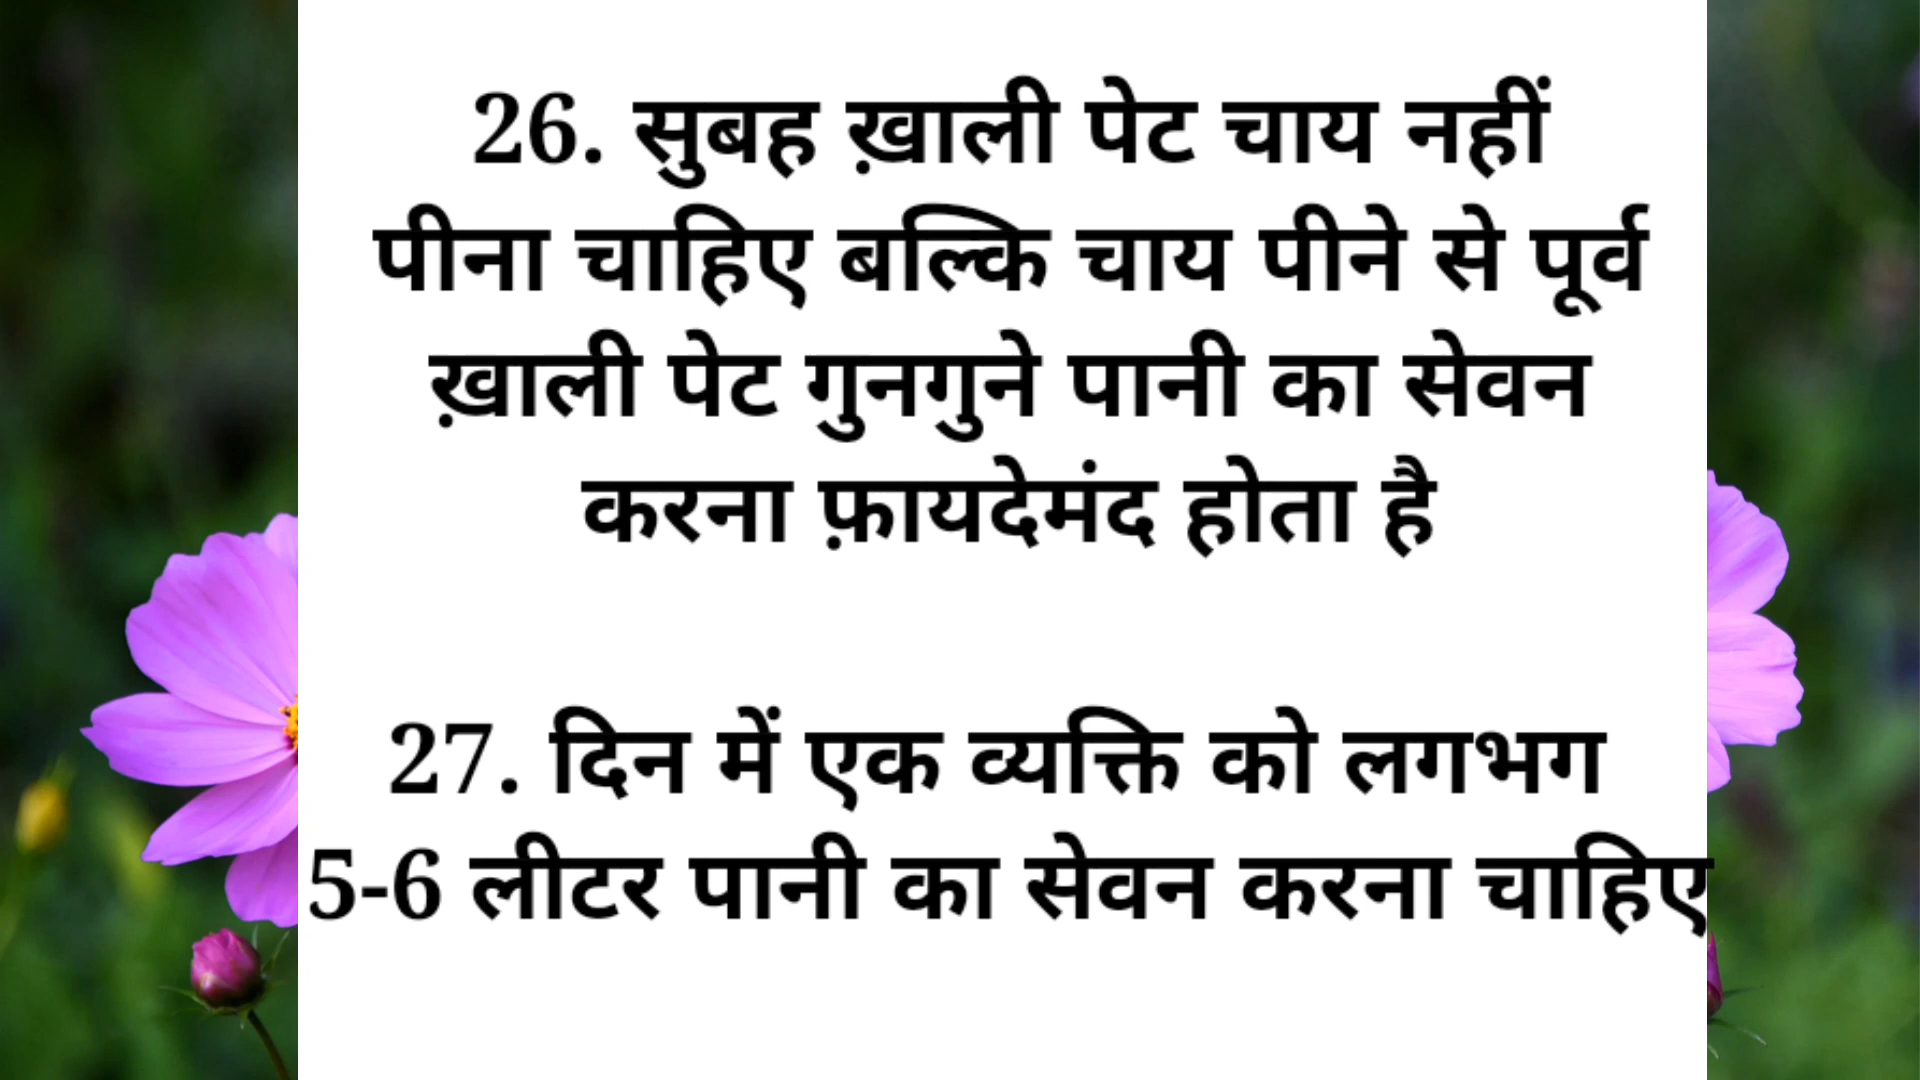 26. सुबह ख़ाली पेट चाय नहीं
पीना चाहिए बल्कि चाय पीने से पूर्व
ख़ाली पेट गुनगुने पानी का सेवन
करना फ़ायदेमंद होता है
27. दिन में एक व्यक्ति को लगभग
5-6 लीटर पानी का सेवन करना चाहिए